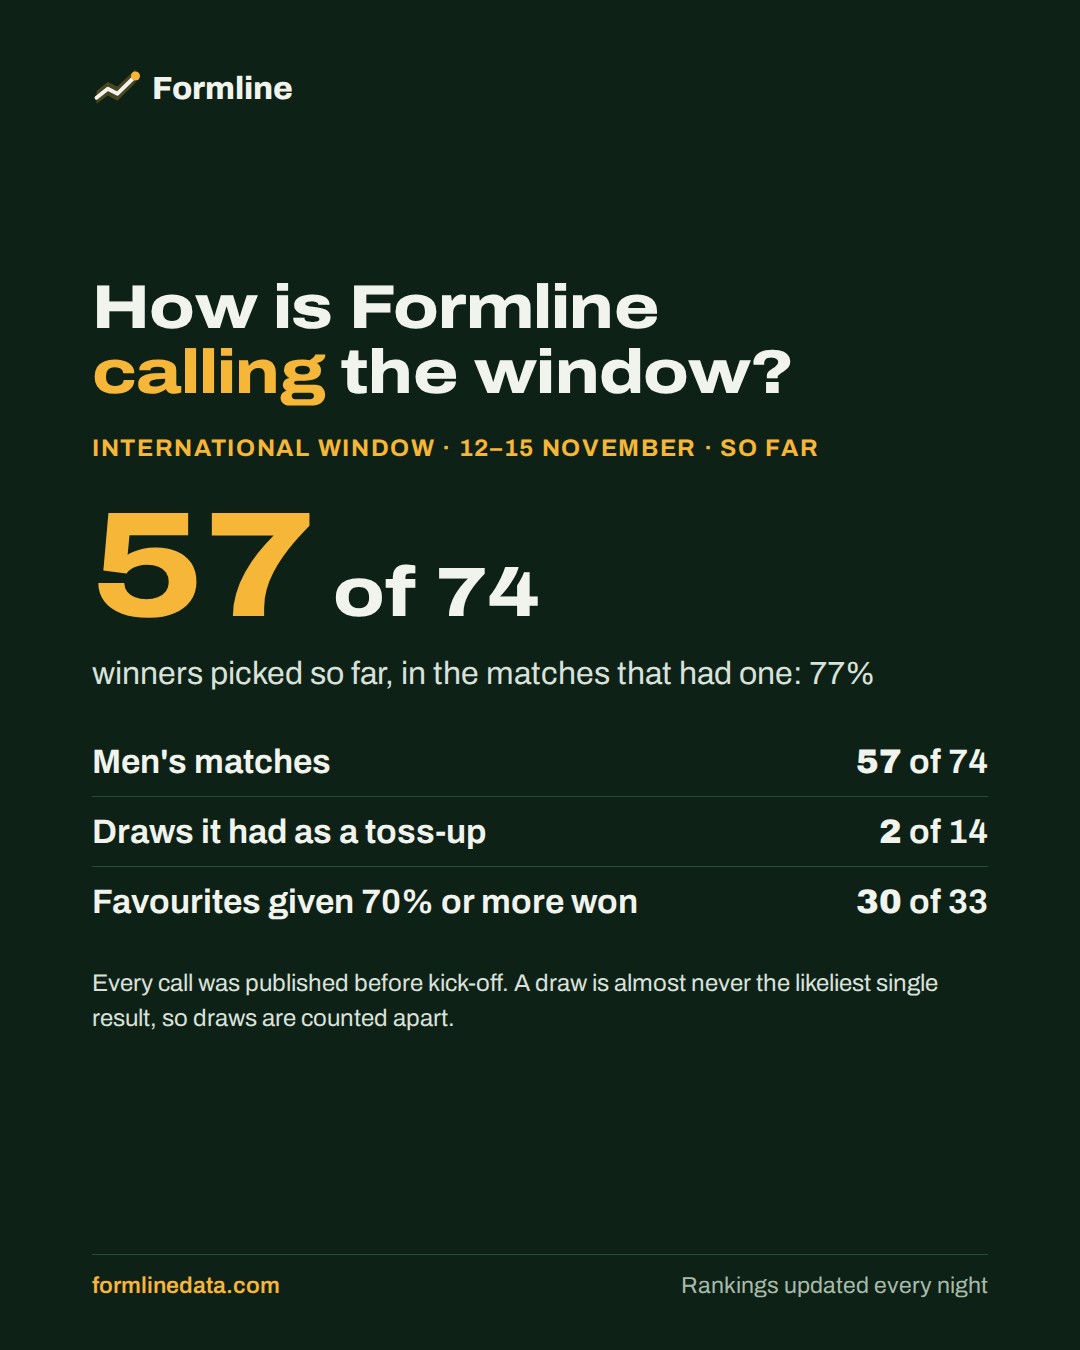 Formline
How is Formline
calling the window?
INTERNATIONAL WINDOW · 12–15 NOVEMBER · SO FAR
57 of 74
winners picked so far, in the matches that had one: 77%
Men's matches 57 of 74
Draws it had as a toss-up 2 of 14
Favourites given 70% or more won 30 of 33
Every call was published before kick-off. A draw is almost never the likeliest single
result, so draws are counted apart.
formlinedata.com Rankings updated every night